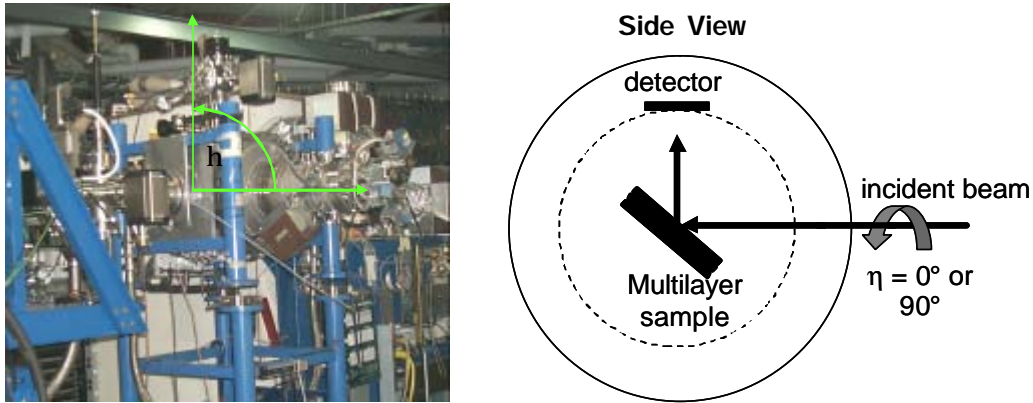 h
Side View
detector
incident beam
η = 0° or
90°
Multilayer
sample